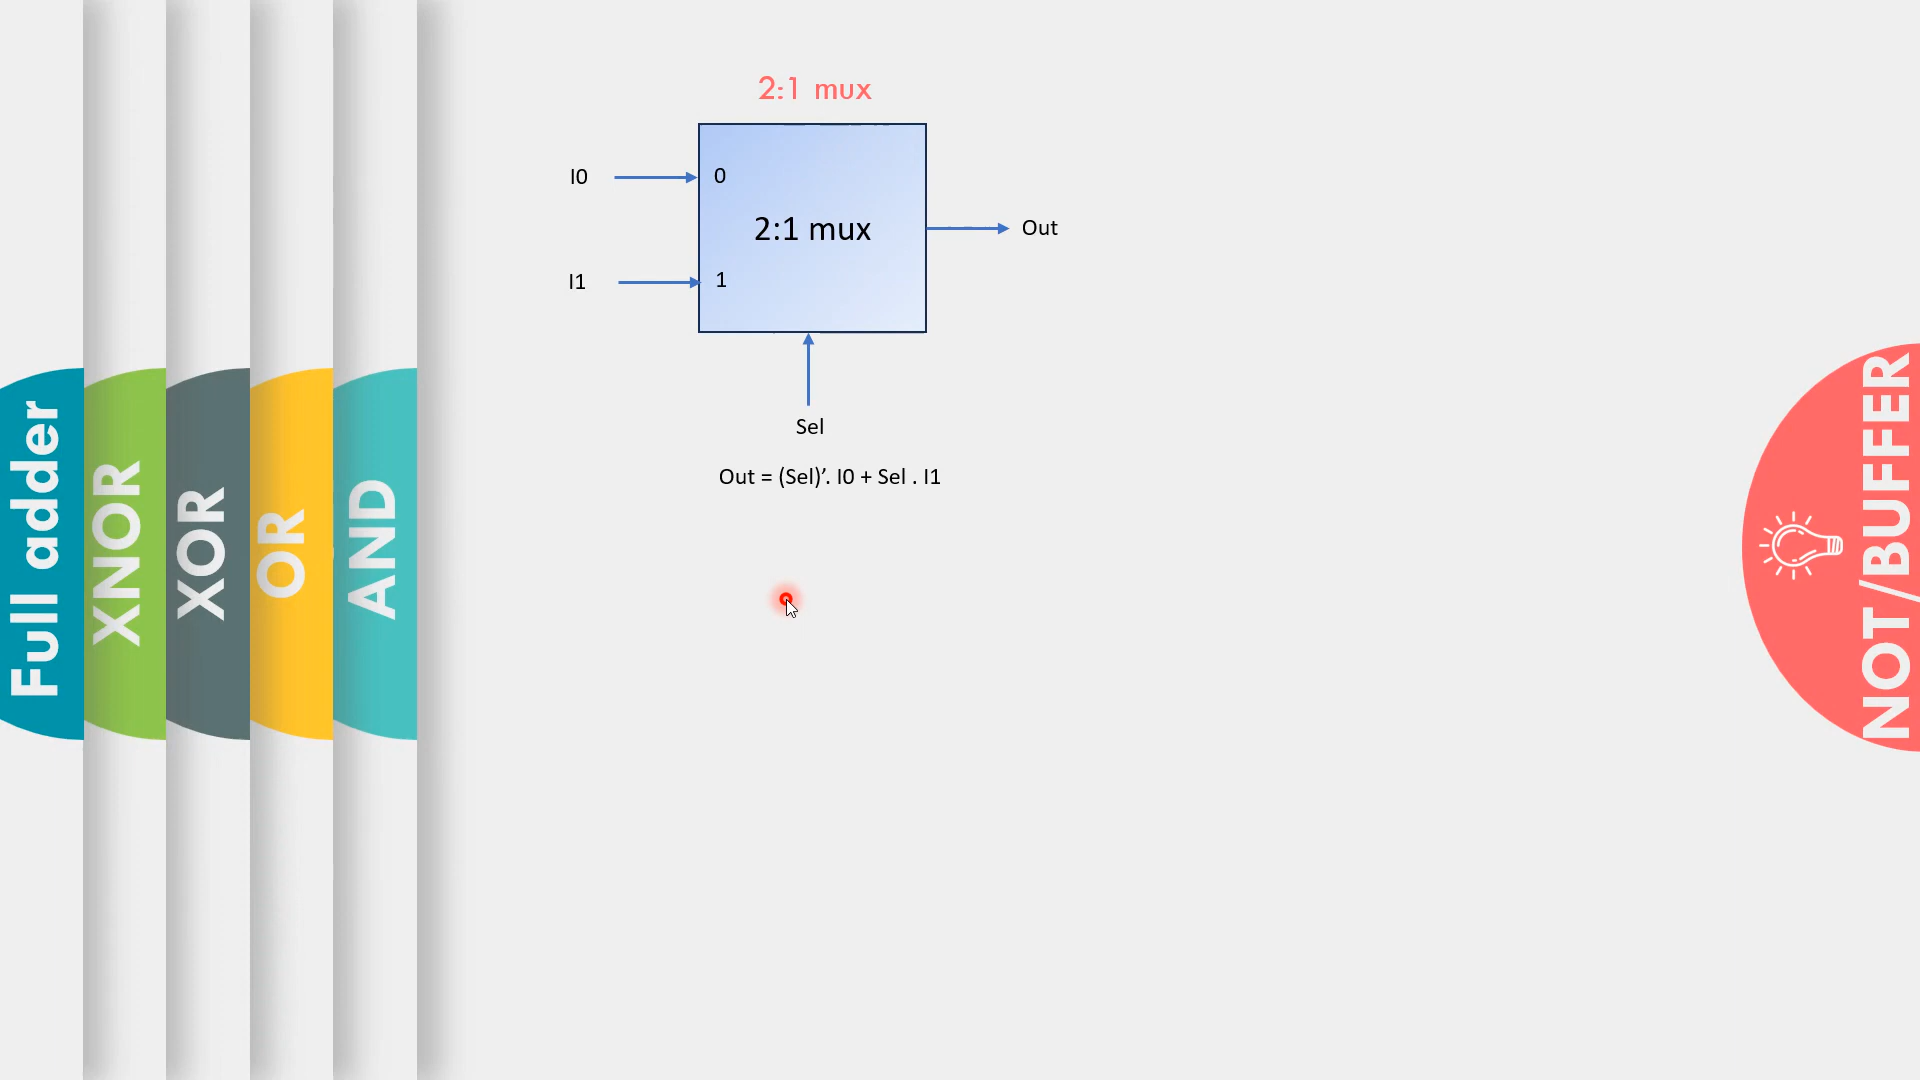 2:1 mux
I0
0
2:1 mux
Out
I1
1
Sel
Out = (Sel)’. I0 + Sel . I1
Full adder
XNOR
XOR
OR
AND
NOT/BUFFER